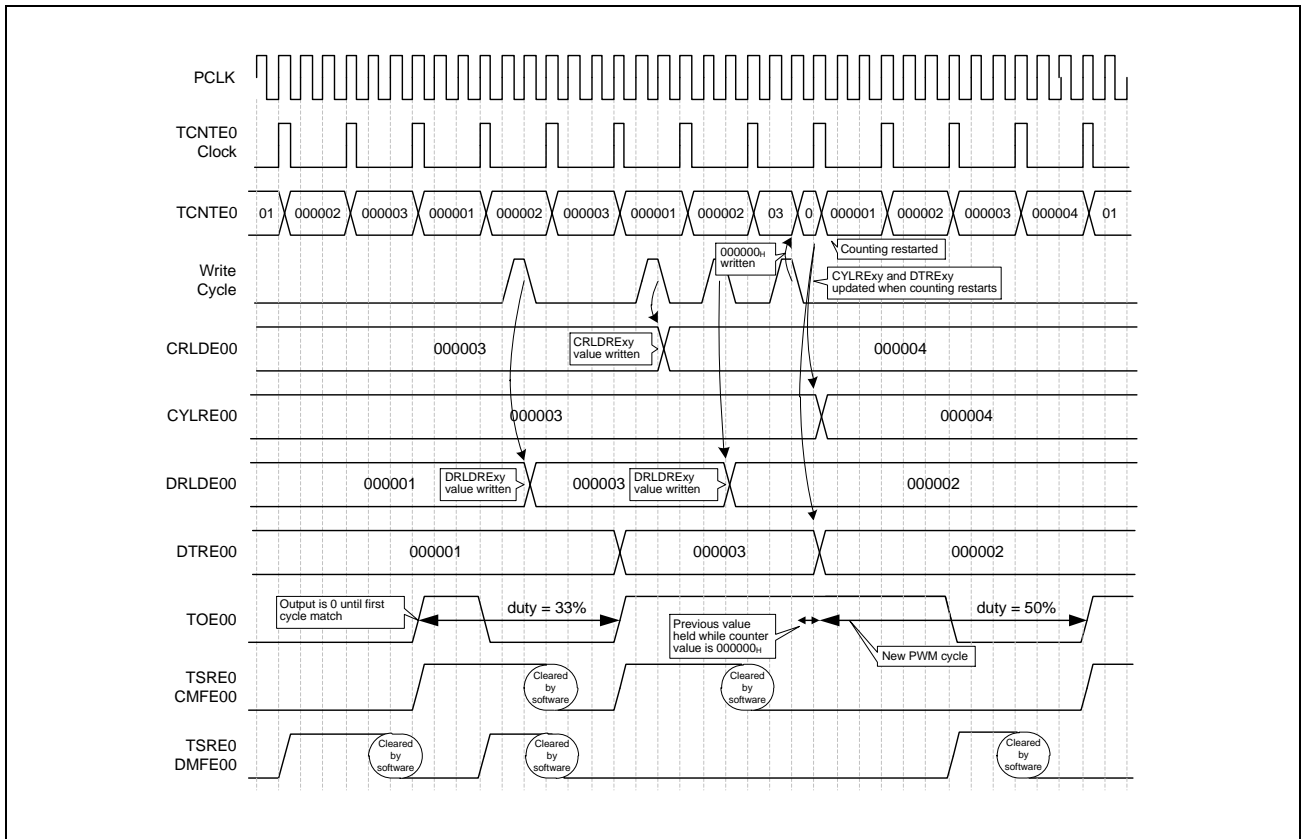 PCLK
TCNTE0
Clock
TCNTE0 01 000002 000003 000001 000002 000003 000001 000002 03 0 000001 000002 000003 000004 01
Write
Cycle
000000H
written
Counting restarted
CYLRExy and DTRExy
updated when counting restarts
CRLDE00 000003 000004
CRLDRExy
value written
CYLRE00 000003 000004
DRLDE00 000001 000003 000002
DRLDRExy
value written
DRLDRExy
value written
DTRE00 000001 000003 000002
TOE00
Output is 0 until first
cycle match
duty = 33%
Previous value
held while counter
value is 000000H
duty = 50%
New PWM cycle
TSRE0
CMFE00
Cleared
by
software
Cleared
by
software
TSRE0
DMFE00
Cleared
by
software
Cleared
by
software
Cleared
by
software